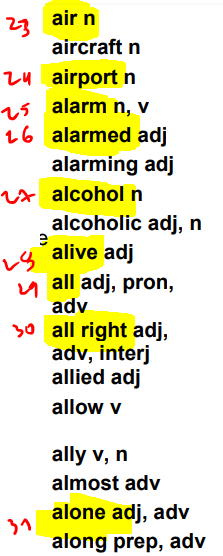 23 air n
aircraft n
24 airport n
25 alarm n, v
26 alarmed adj
alarming adj
27 alcohol n
alcoholic adj, n
28 alive adj
29 all adj, pron,
adv
30 all right adj,
adv, interj
allied adj
allow v
ally v, n
almost adv
31 alone adj, adv
along prep, adv